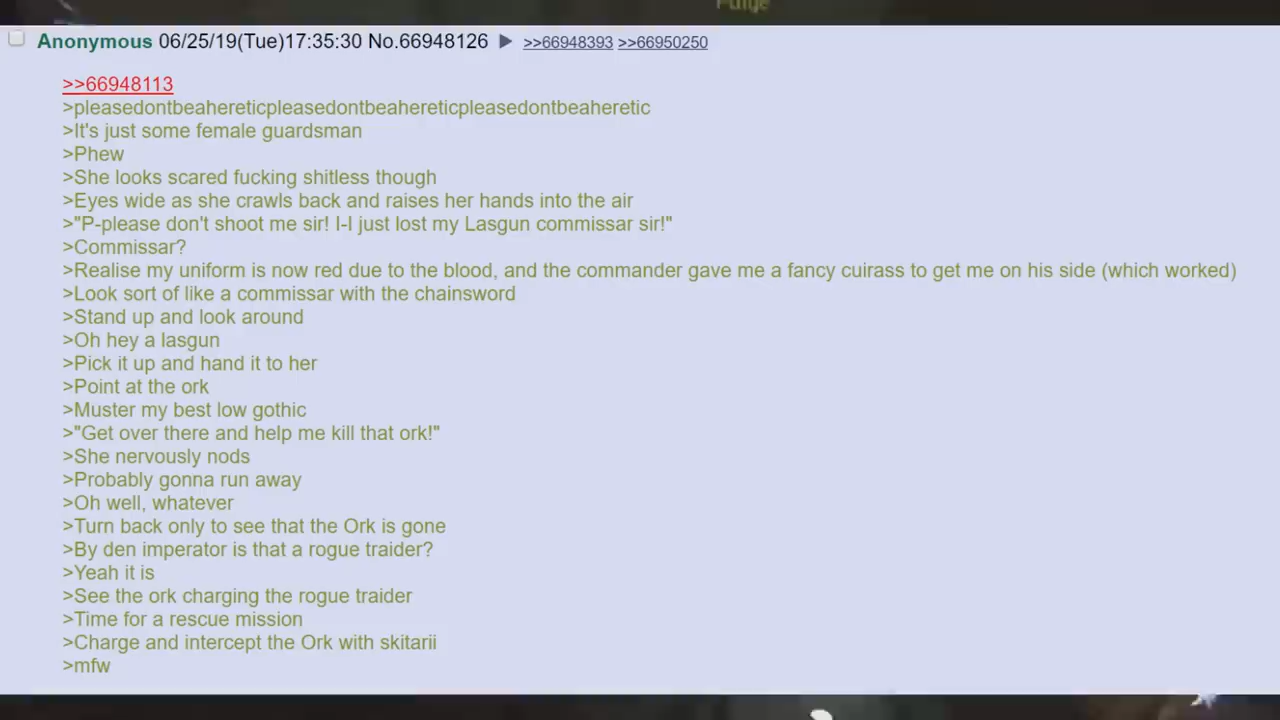 Purge
Anonymous 06/25/19(Tue)17:35:30 No.66948126 ▶ >>66948393 >>66950250
>>66948113
>pleasedontbeahereticpleasedontbeahereticpleasedontbeaheretic
>It's just some female guardsman
>Phew
>She looks scared fucking shitless though
>Eyes wide as she crawls back and raises her hands into the air
>"P-please don't shoot me sir! I-I just lost my Lasgun commissar sir!"
>Commissar?
>Realise my uniform is now red due to the blood, and the commander gave me a fancy cuirass to get me on his side (which worked)
>Look sort of like a commissar with the chainsword
>Stand up and look around
>Oh hey a lasgun
>Pick it up and hand it to her
>Point at the ork
>Muster my best low gothic
>"Get over there and help me kill that ork!"
>She nervously nods
>Probably gonna run away
>Oh well, whatever
>Turn back only to see that the Ork is gone
>By den imperator is that a rogue traider?
>Yeah it is
>See the ork charging the rogue traider
>Time for a rescue mission
>Charge and intercept the Ork with skitarii
>mfw